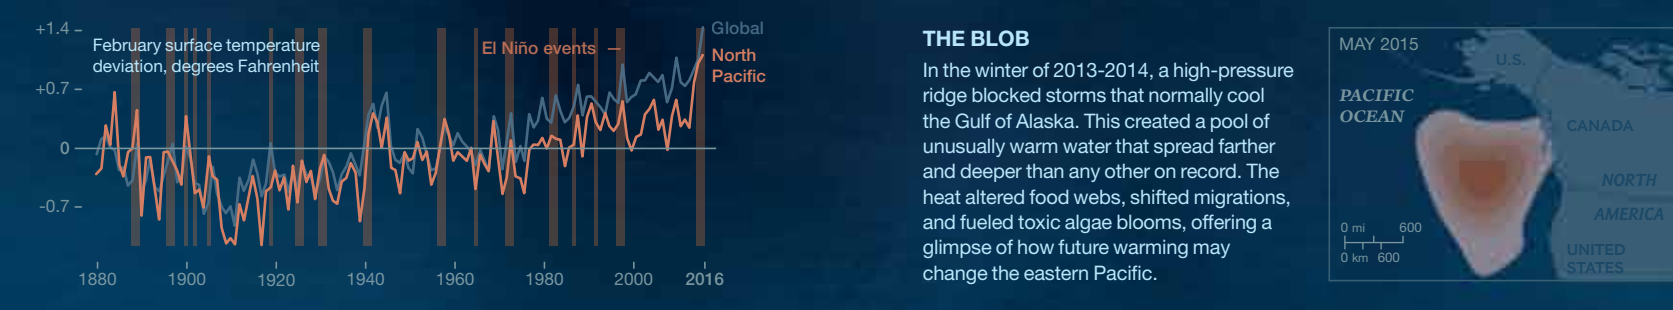 +1.4
+0.7
0
-0.7
February surface temperature
deviation, degrees Fahrenheit
El Niño events
Global
North
Pacific
1880
1900
1920
1940
1960
1980
2000
2016
THE BLOB
In the winter of 2013-2014, a high-pressure
ridge blocked storms that normally cool
the Gulf of Alaska. This created a pool of
unusually warm water that spread farther
and deeper than any other on record. The
heat altered food webs, shifted migrations,
and fueled toxic algae blooms, offering a
glimpse of how future warming may
change the eastern Pacific.
MAY 2015
U.S.
PACIFIC
OCEAN
CANADA
NORTH
AMERICA
UNITED
STATES
0 mi 600
0 km 600